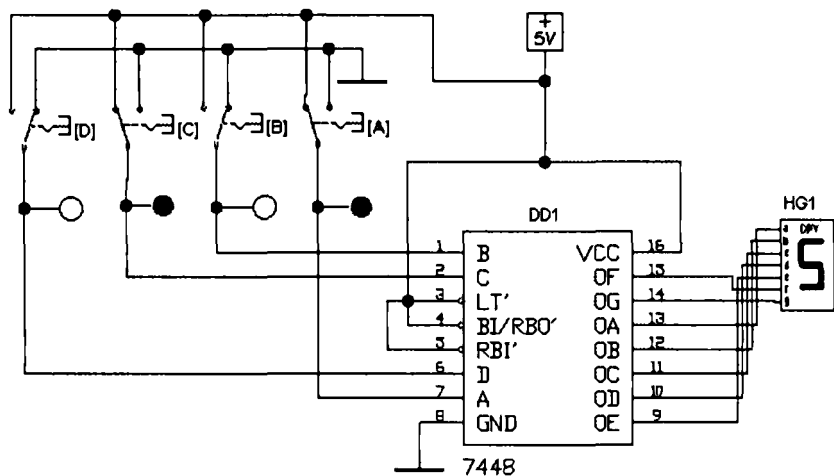 +
5V
[D]
[C]
[B]
[A]
DD1
HG1
1 B VCC 16
2 C OF 15
3 LT' OG 14
4 BI/RBO' OA 13
5 RBI' OB 12
6 D OC 11
7 A OD 10
8 GND OE 9
7448
DPY
a
b
c
d
e
f
g
5